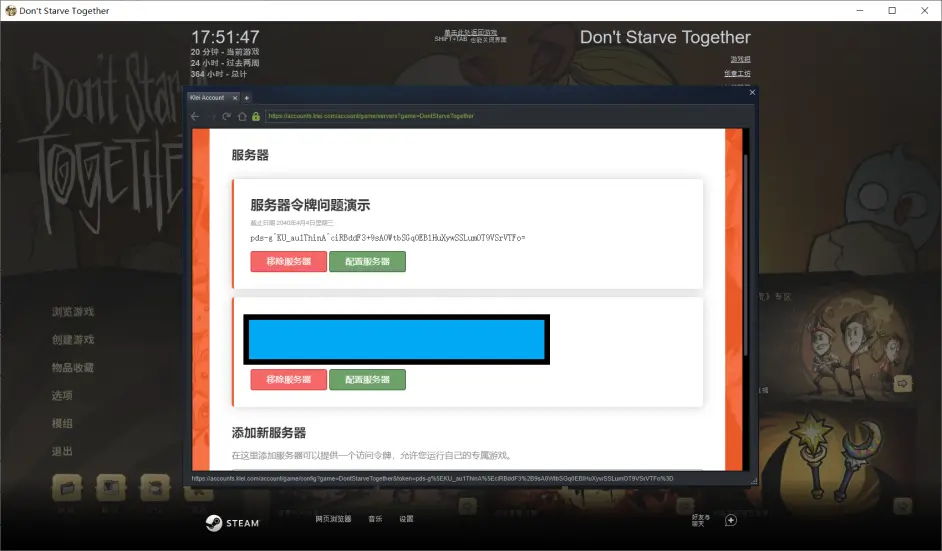 Don't Starve Together
17:51:47
20 分钟 - 当前游戏
24 小时 - 过去两周
364 小时 - 总计
单击此处返回游戏
SHIFT+TAB 也能关闭界面
Don't Starve Together
游戏组
创意工坊
Don't Starve
TOGETHER
Klei Account
https://accounts.klei.com/account/game/servers?game=DontStarveTogether
服务器
服务器令牌问题演示
截止日期 2040年4月4日星期三
pds-g^KU_au1ThinA^ciRBddF3+9sA0WtbSGq0EB1HuXywSSLumOT9VSrVTFo=
移除服务器
配置服务器
移除服务器
配置服务器
添加新服务器
在这里添加服务器可以提供一个访问令牌，允许您运行自己的专属游戏。
浏览游戏
创建游戏
物品收藏
选项
模组
退出
专区
https://accounts.klei.com/account/game/config?game=DontStarveTogether&token=pds-g%5EKU_au1ThinA%5EciRBddF3%2B9sA0WtbSGq0EB1HuXywSSLumOT9VSrVTFo%3D
STEAM
网页浏览器
音乐
设置
好友与
聊天